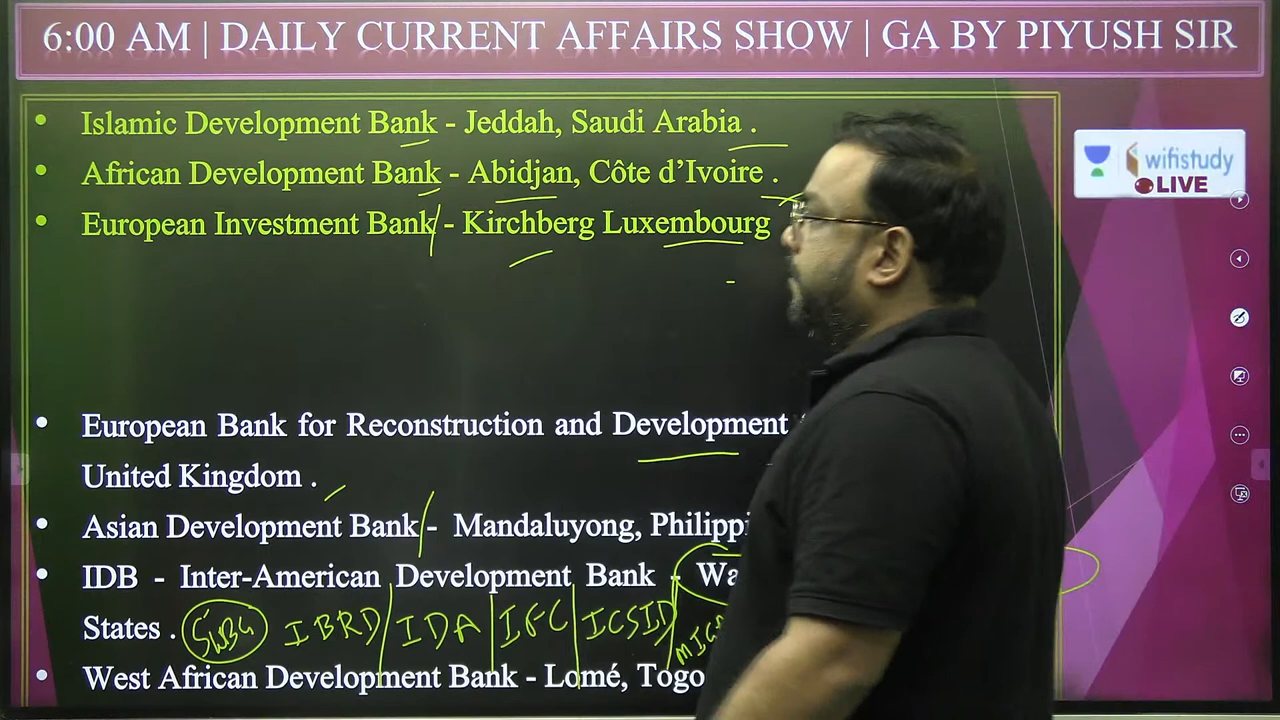 6:00 AM | DAILY CURRENT AFFAIRS SHOW | GA BY PIYUSH SIR
• Islamic Development Bank - Jeddah, Saudi Arabia .
• African Development Bank - Abidjan, Côte d’Ivoire .
• European Investment Bank - Kirchberg Luxembourg
wifistudy
LIVE
• European Bank for Reconstruction and Development
United Kingdom .
• Asian Development Bank - Mandaluyong,
• IDB - Inter-American Development Bank -
States . 5WBG IBRD IDA IFC ICSID
• West African Development Bank - Lomé, Togo